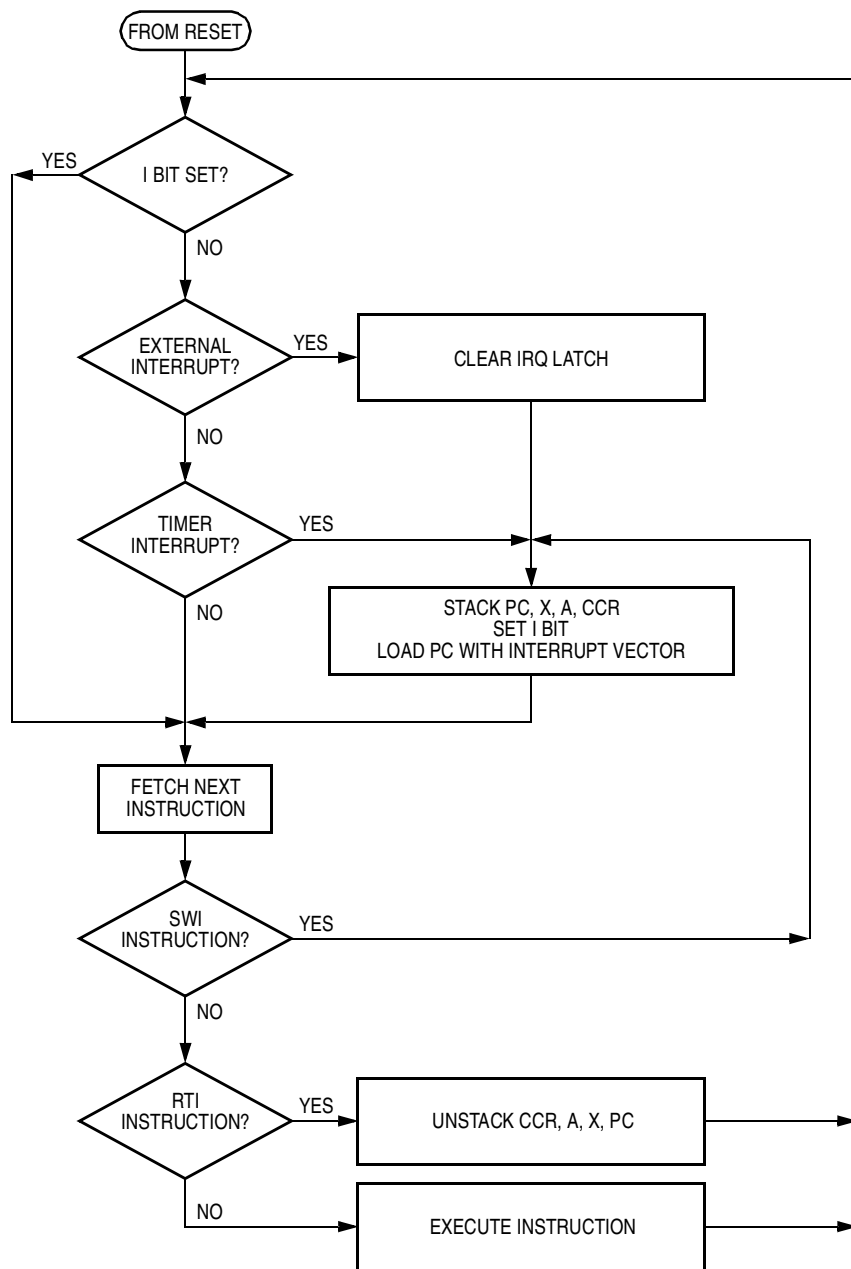 FROM RESET
YES
I BIT SET?
NO
EXTERNAL
INTERRUPT?
YES
CLEAR IRQ LATCH
NO
TIMER
INTERRUPT?
YES
NO
STACK PC, X, A, CCR
SET I BIT
LOAD PC WITH INTERRUPT VECTOR
FETCH NEXT
INSTRUCTION
SWI
INSTRUCTION?
YES
NO
RTI
INSTRUCTION?
YES
UNSTACK CCR, A, X, PC
NO
EXECUTE INSTRUCTION